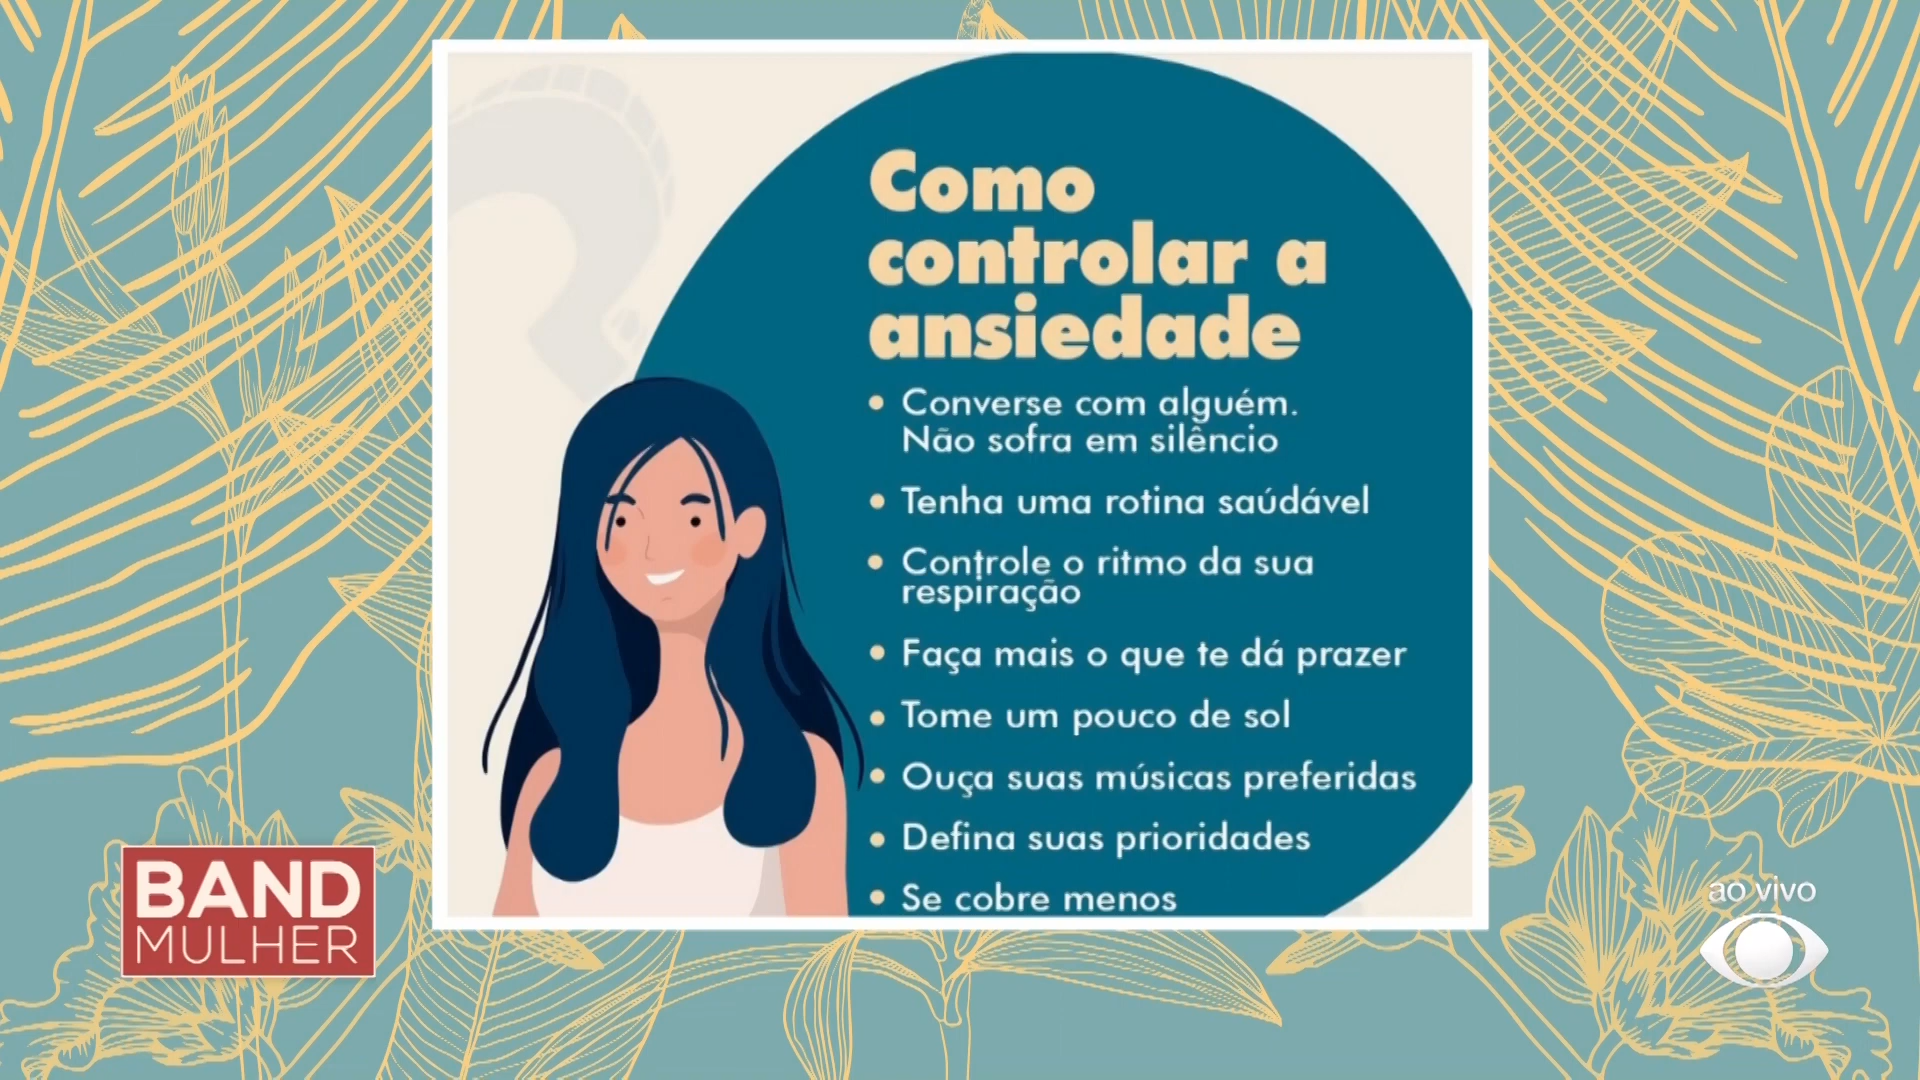 Como
controlar a
ansiedade
• Converse com alguém.
Não sofra em silêncio
• Tenha uma rotina saúdável
• Controle o ritmo da sua
respiração
• Faça mais o que te dá prazer
• Tome um pouco de sol
• Ouça suas músicas preferidas
• Defina suas prioridades
• Se cobre menos
BAND
MULHER
ao vivo